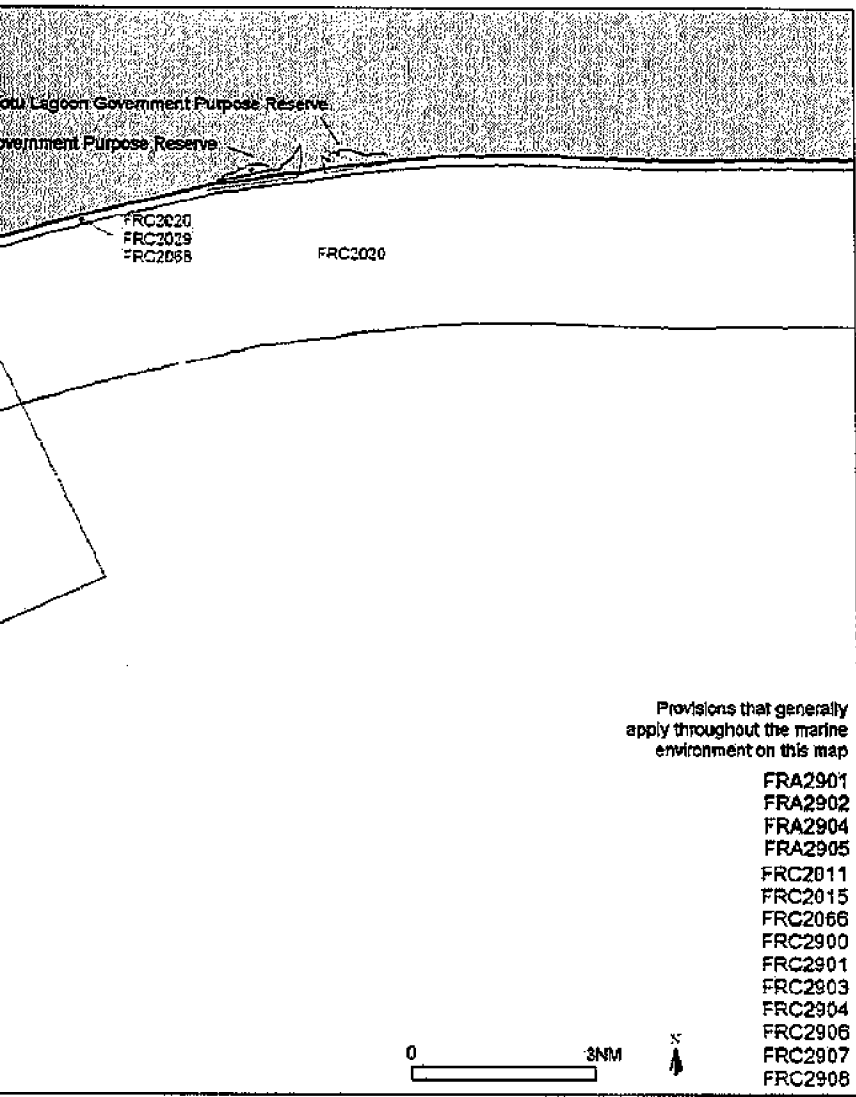 Lagoon Government Purpose Reserve
Government Purpose Reserve
FRC2020
FRC2029
FRC2068
FRC2020
Provisions that generally
apply throughout the marine
environment on this map
FRA2901
FRA2902
FRA2904
FRA2905
FRC2011
FRC2015
FRC2066
FRC2900
FRC2901
FRC2903
FRC2904
FRC2906
FRC2907
FRC2908
0 3NM
N